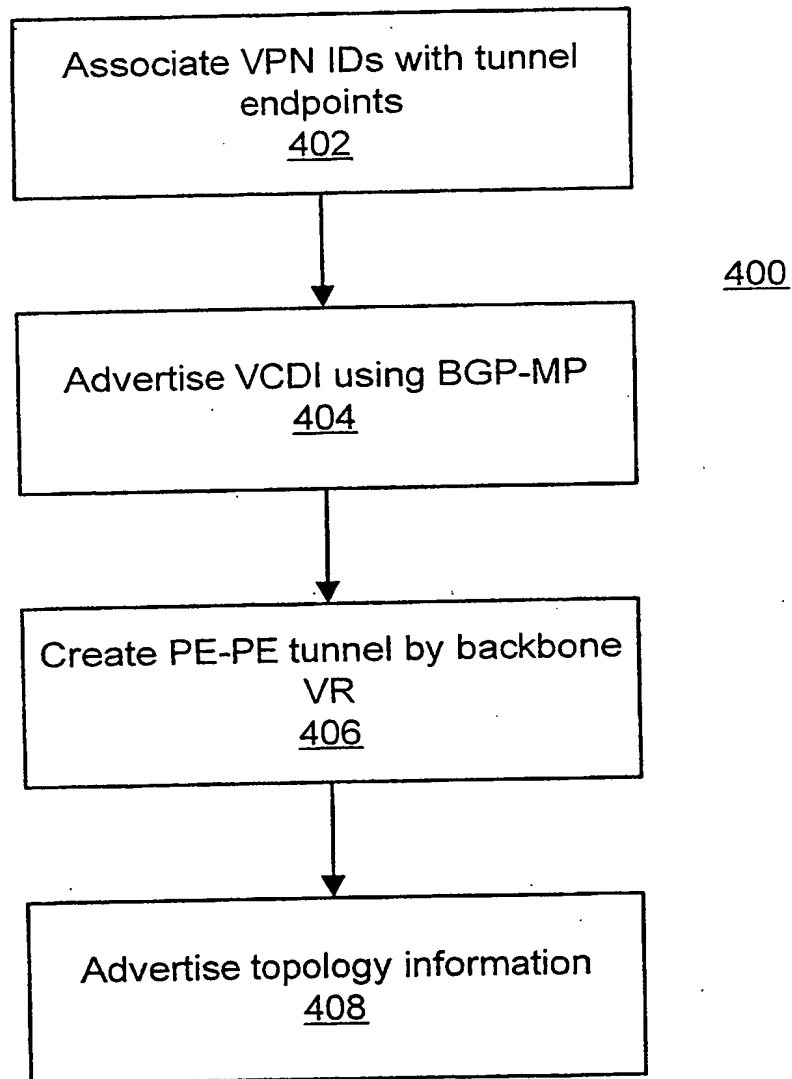 Associate VPN IDs with tunnel
endpoints
402
400
Advertise VCDI using BGP-MP
404
Create PE-PE tunnel by backbone
VR
406
Advertise topology information
408